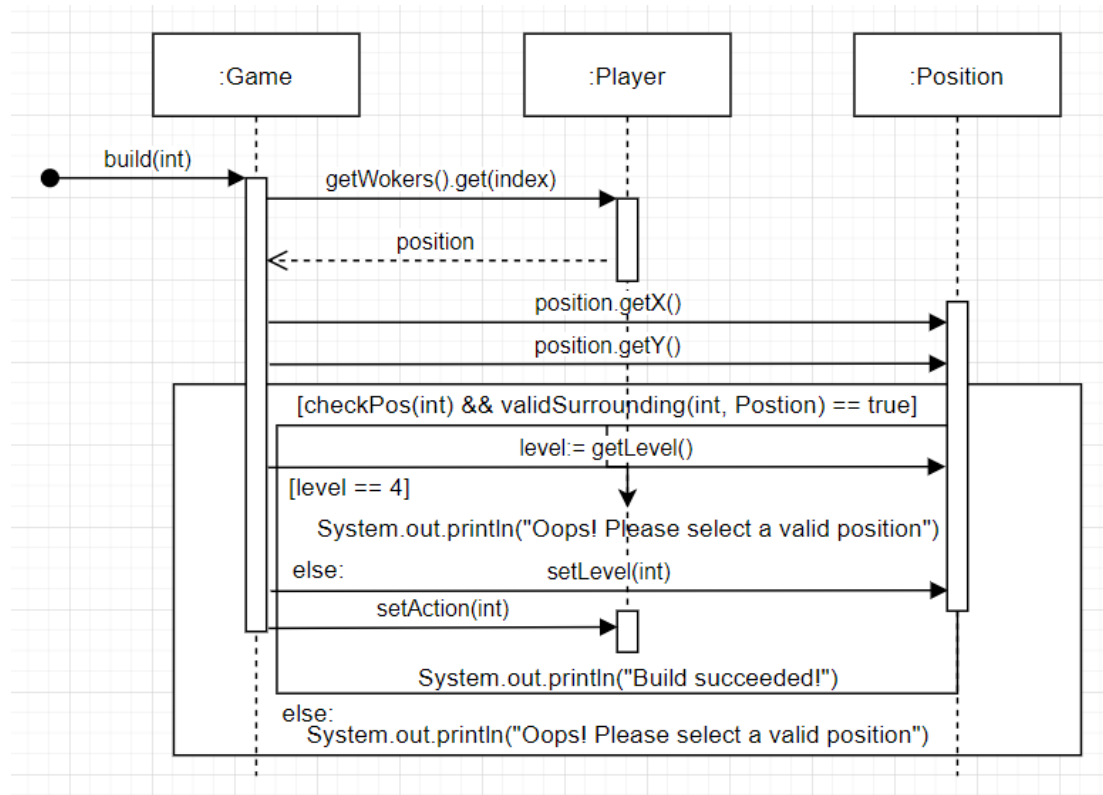 :Game
:Player
:Position
build(int)
getWokers().get(index)
position
position.getX()
position.getY()
[checkPos(int) && validSurrounding(int, Postion) == true]
level:= getLevel()
[level == 4]
System.out.println("Oops! Please select a valid position")
else:
setLevel(int)
setAction(int)
System.out.println("Build succeeded!")
else:
System.out.println("Oops! Please select a valid position")